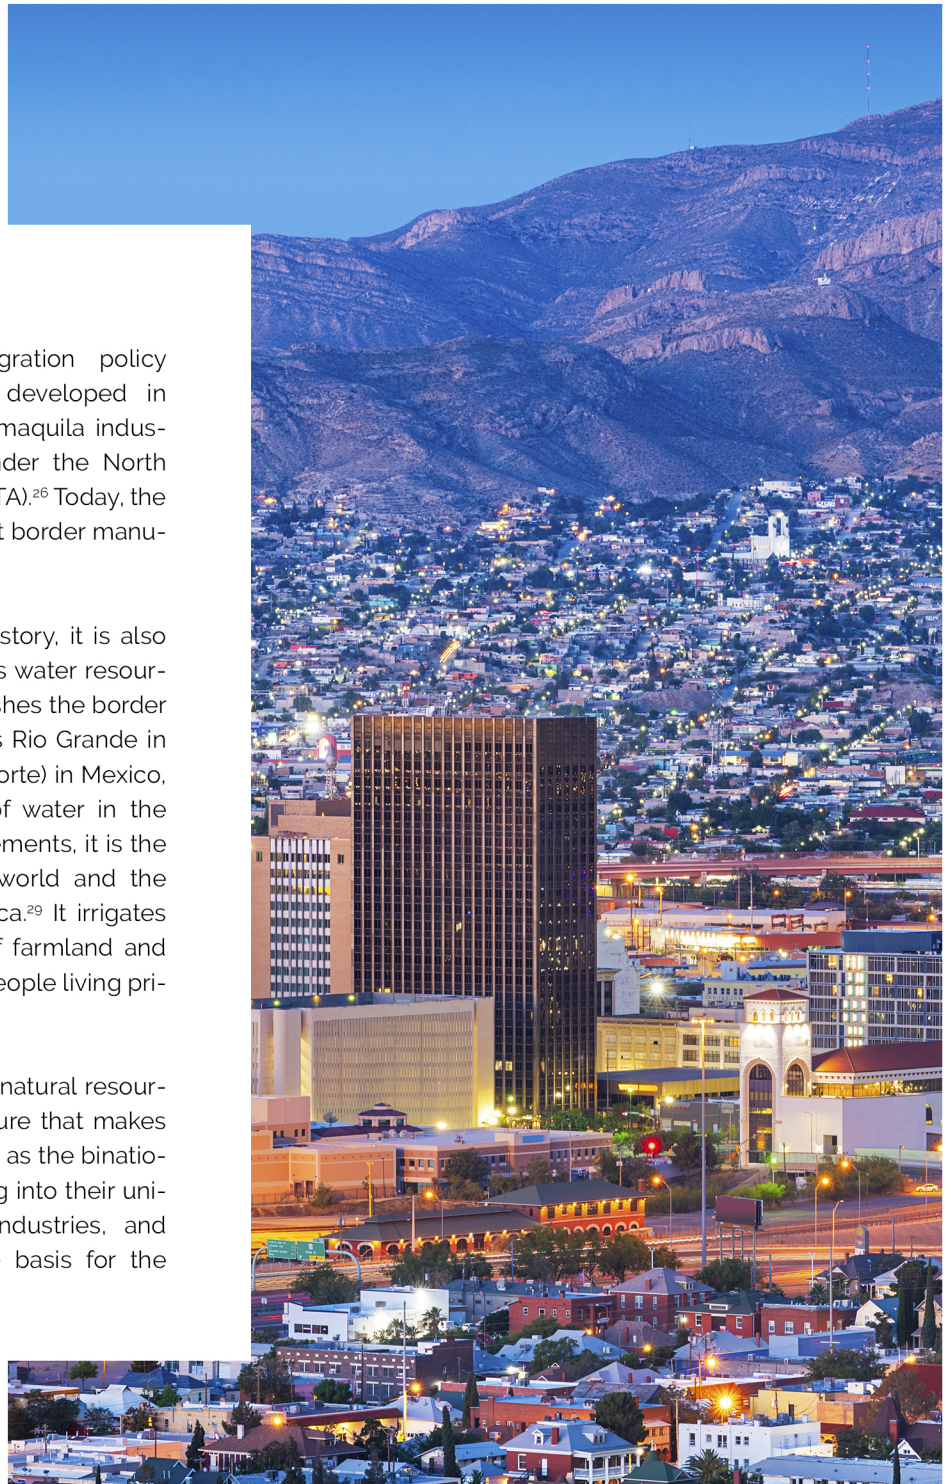 gration policy
developed in
maquila indus-
nder the North
TA).26 Today, the
t border manu-
story, it is also
s water resour-
shes the border
s Rio Grande in
orte) in Mexico,
of water in the
ements, it is the
world and the
ca.29 It irrigates
f farmland and
eople living pri-
natural resour-
ure that makes
as the binatio-
g into their uni-
ndustries, and
basis for the